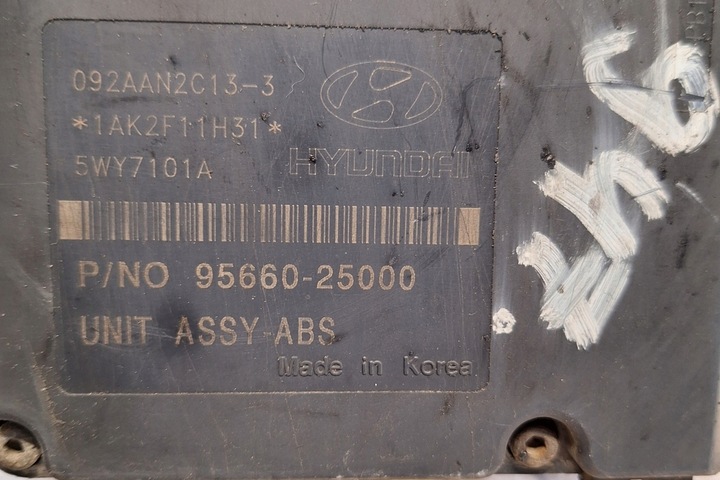 092AAN2C13-3
*1AK2F11H31*
5WY7101A
HYUNDAI
P/NO 95660-25000
UNIT ASSY-ABS
Made in Korea